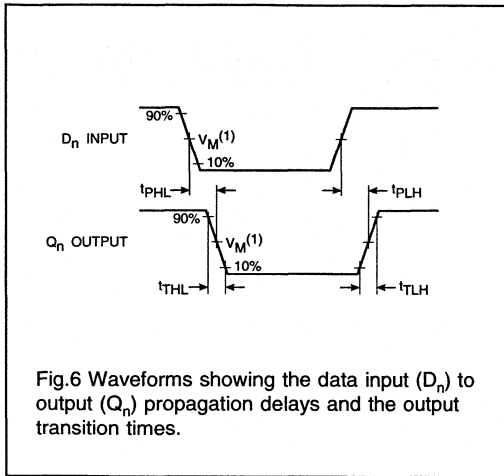 90%
Dn INPUT
VM(1)
10%
tPHL
tPLH
90%
Qn OUTPUT
VM(1)
10%
tTHL
tTLH
Fig.6 Waveforms showing the data input (Dn) to
output (Qn) propagation delays and the output
transition times.